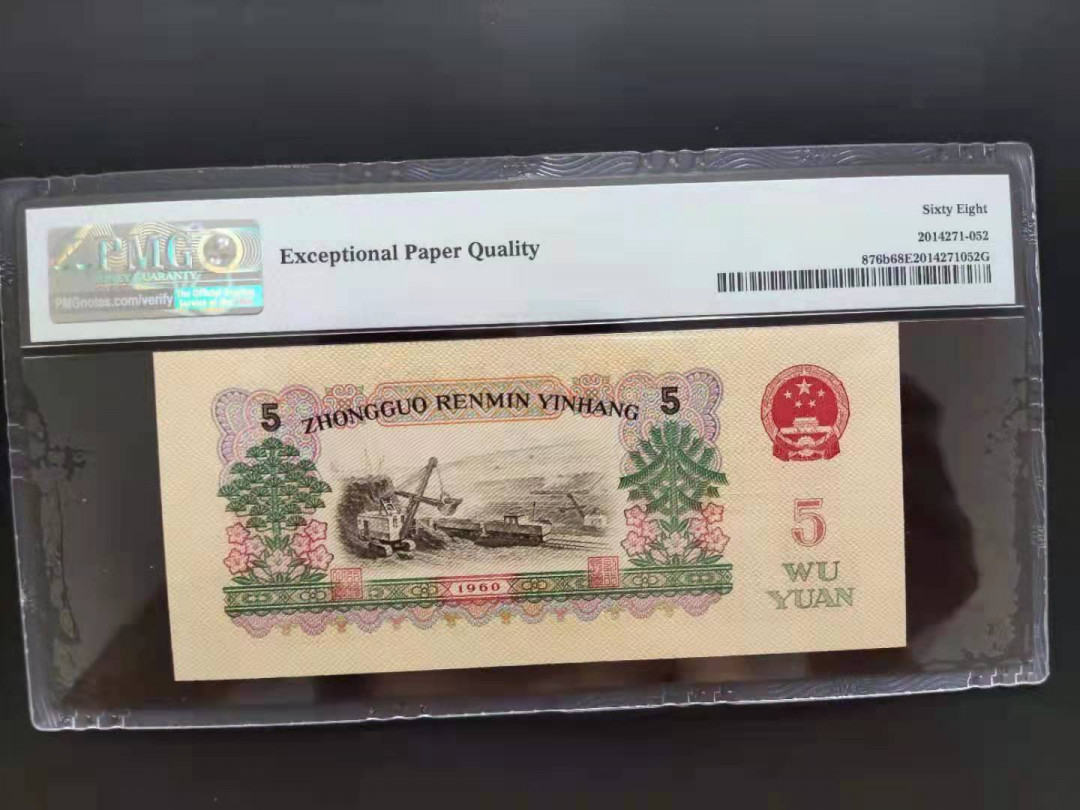 Sixty Eight
PMG
Exceptional Paper Quality
2014271-052
876b68E2014271052G
PMGnotes.com/verify
5 ZHONGGUO RENMIN YINHANG 5
5
WU
YUAN
1960